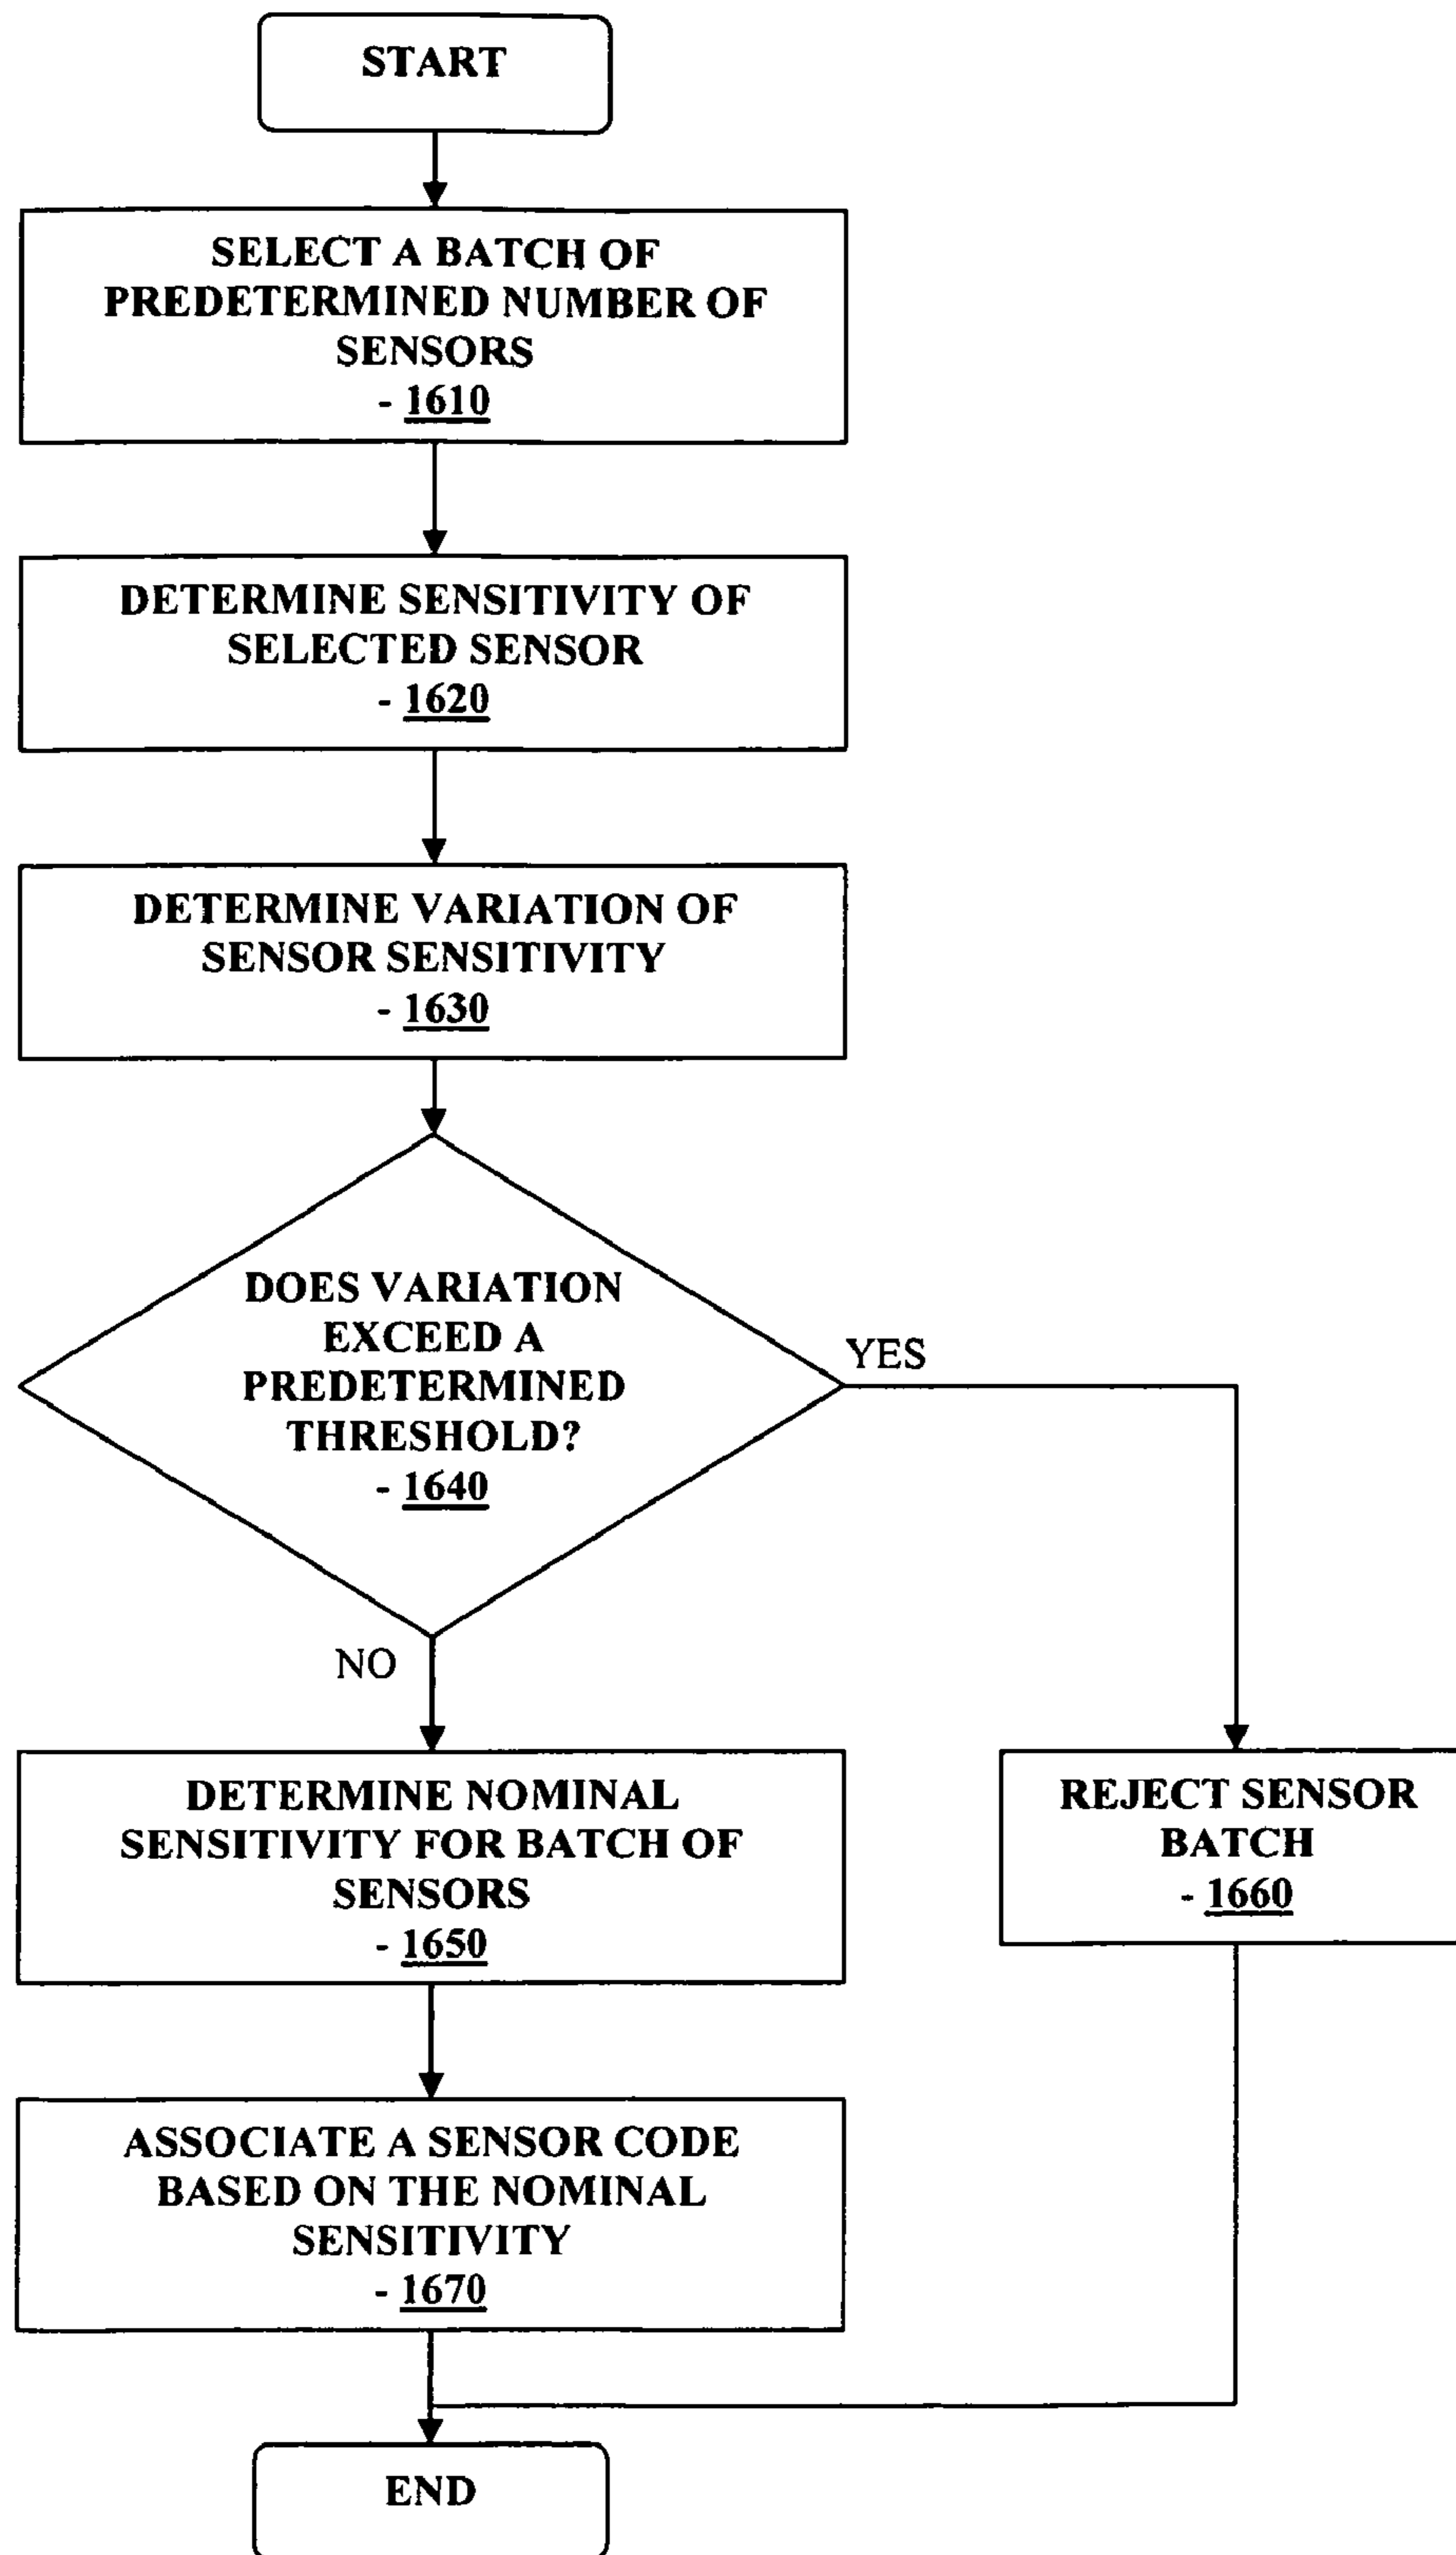 START
SELECT A BATCH OF
PREDETERMINED NUMBER OF
SENSORS
- 1610
DETERMINE SENSITIVITY OF
SELECTED SENSOR
- 1620
DETERMINE VARIATION OF
SENSOR SENSITIVITY
- 1630
DOES VARIATION
EXCEED A
PREDETERMINED
THRESHOLD?
- 1640
YES
NO
DETERMINE NOMINAL
SENSITIVITY FOR BATCH OF
SENSORS
- 1650
REJECT SENSOR
BATCH
- 1660
ASSOCIATE A SENSOR CODE
BASED ON THE NOMINAL
SENSITIVITY
- 1670
END